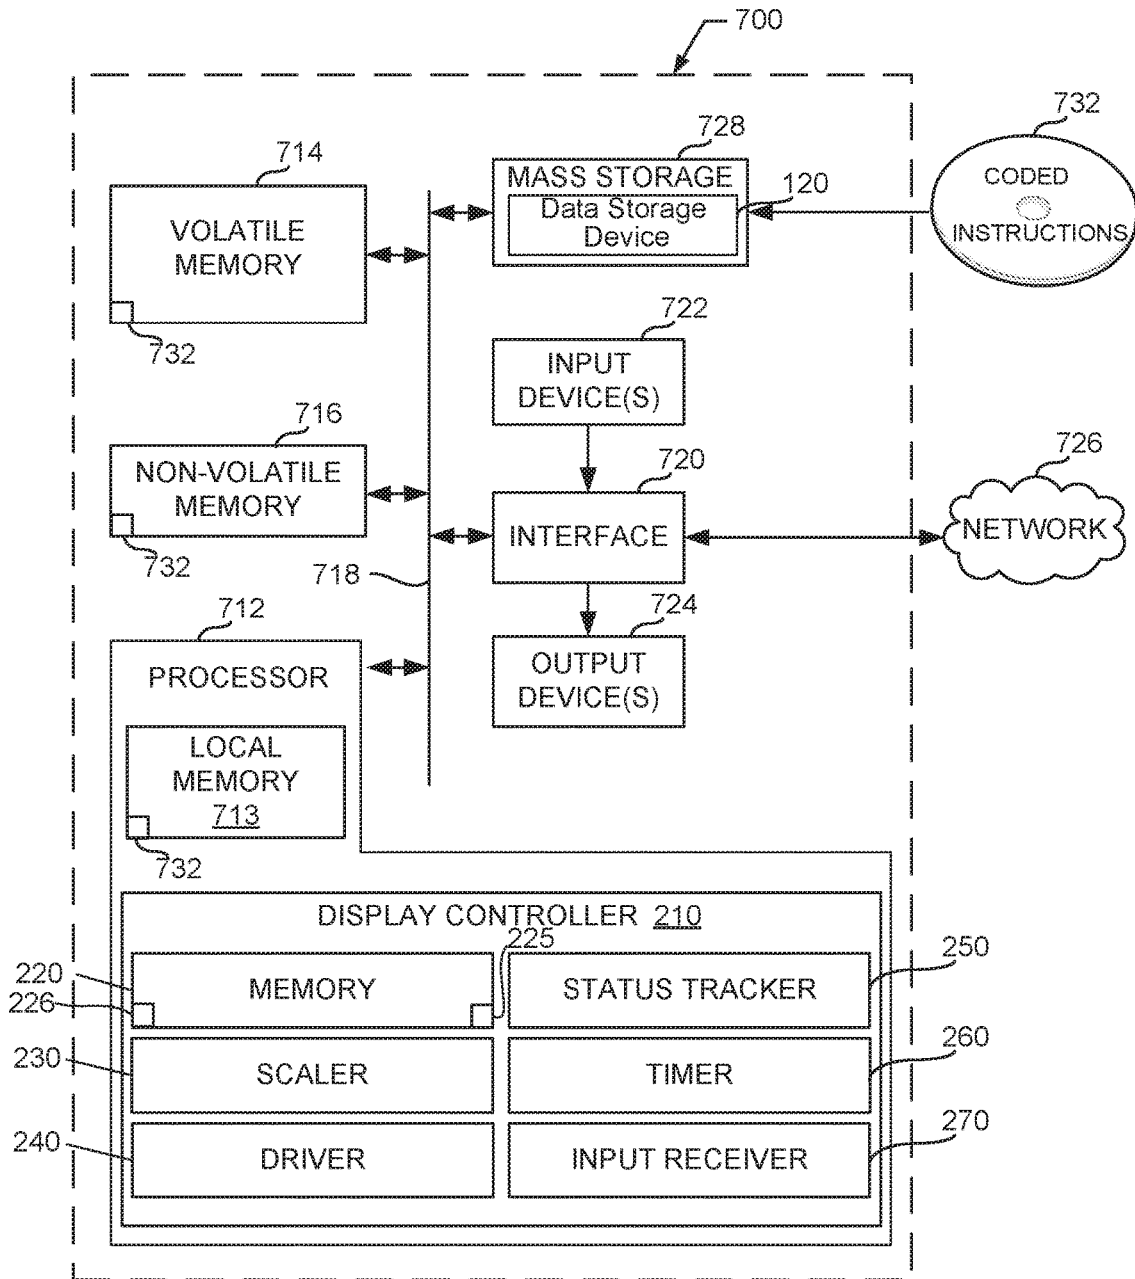 700
714
VOLATILE
MEMORY
732
728
MASS STORAGE
120
Data Storage
Device
732
CODED
INSTRUCTIONS
716
NON-VOLATILE
MEMORY
732
718
722
INPUT
DEVICE(S)
720
INTERFACE
724
OUTPUT
DEVICE(S)
726
NETWORK
712
PROCESSOR
LOCAL
MEMORY
713
732
DISPLAY CONTROLLER 210
225
220
226
MEMORY
STATUS TRACKER
250
230
SCALER
TIMER
260
240
DRIVER
INPUT RECEIVER
270